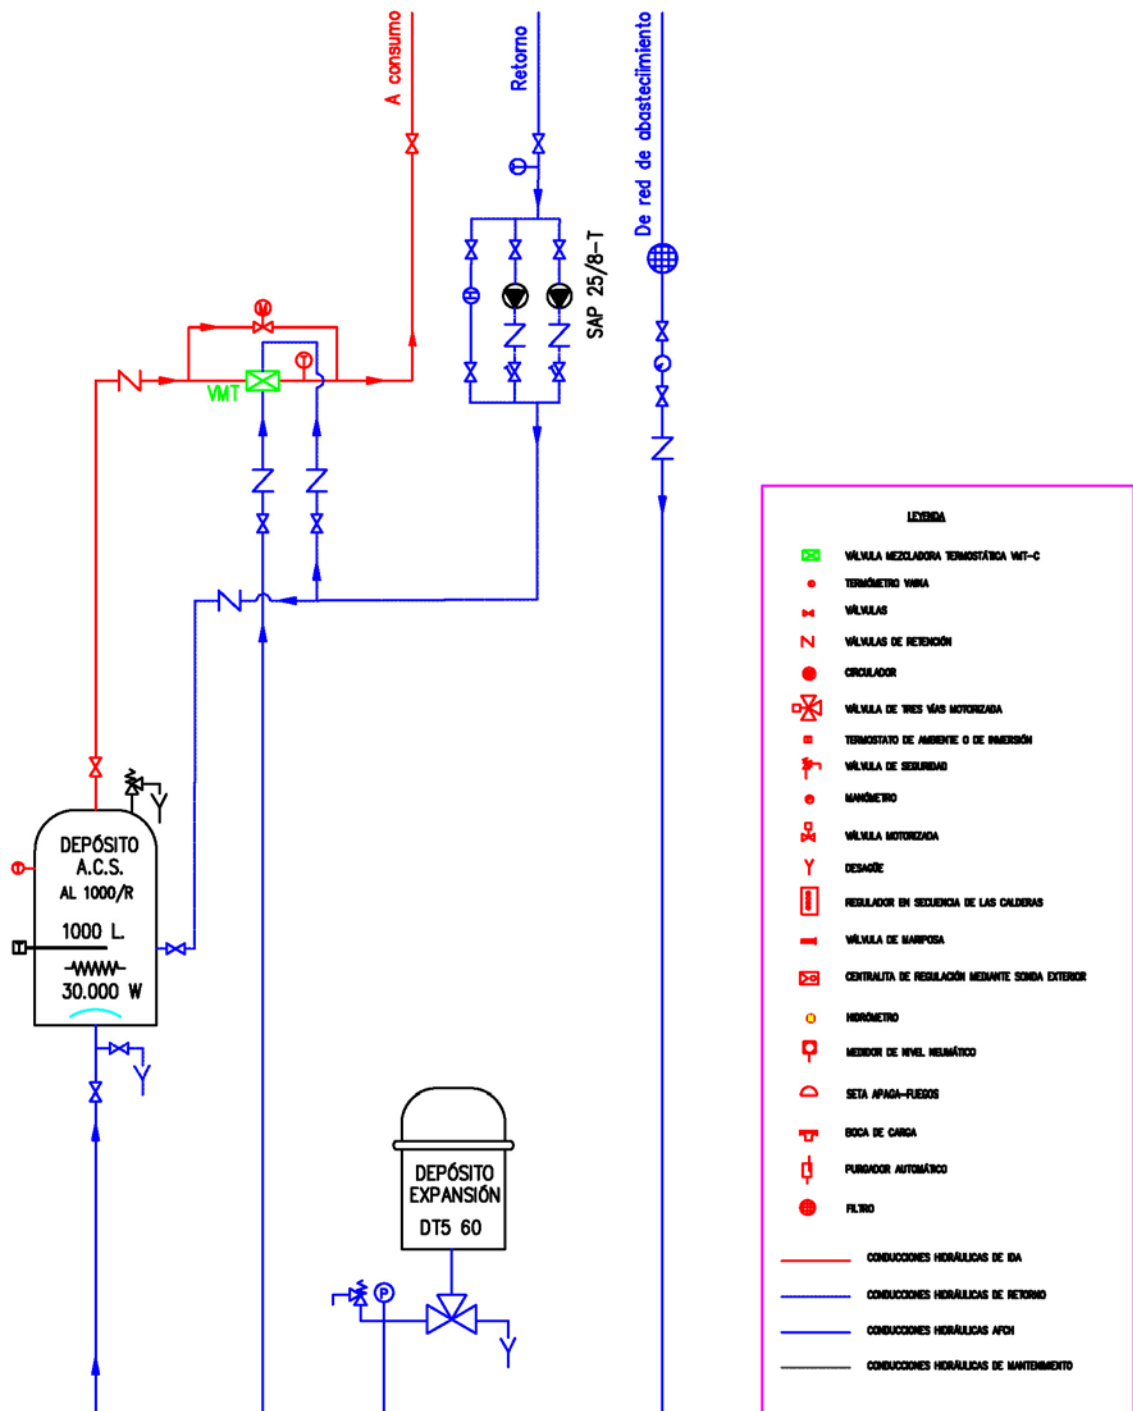 A consumo
Retorno
De red de abasteciimiento
SAP 25/8-T
M
T
T
H
VMT
DEPÓSITO
A.C.S.
AL 1000/R
1000 L.
30.000 W
T
T
DEPÓSITO
EXPANSIÓN
DT5 60
P
LEYENDA
VÁLVULA MEZCLADORA TERMOSTÁTICA VMT-C
TERMÓMETRO VAINA
VÁLVULAS
VÁLVULAS DE RETENCIÓN
CIRCULADOR
VÁLVULA DE TRES VÍAS MOTORIZADA
TERMOSTATO DE AMBIENTE O DE INMERSIÓN
VÁLVULA DE SEGURIDAD
MANÓMETRO
VÁLVULA MOTORIZADA
DESAGÜE
REGULADOR EN SECUENCIA DE LAS CALDERAS
VÁLVULA DE MARIPOSA
CENTRALITA DE REGULACIÓN MEDIANTE SONDA EXTERIOR
HIDRÓMETRO
MEDIDOR DE NIVEL NEUMÁTICO
SETA APAGA-FUEGOS
BOCA DE CARGA
PURGADOR AUTOMÁTICO
FILTRO
CONDUCCIONES HIDRÁULICAS DE IDA
CONDUCCIONES HIDRÁULICAS DE RETORNO
CONDUCCIONES HIDRÁULICAS AFCH
CONDUCCIONES HIDRÁULICAS DE MANTENIMIENTO